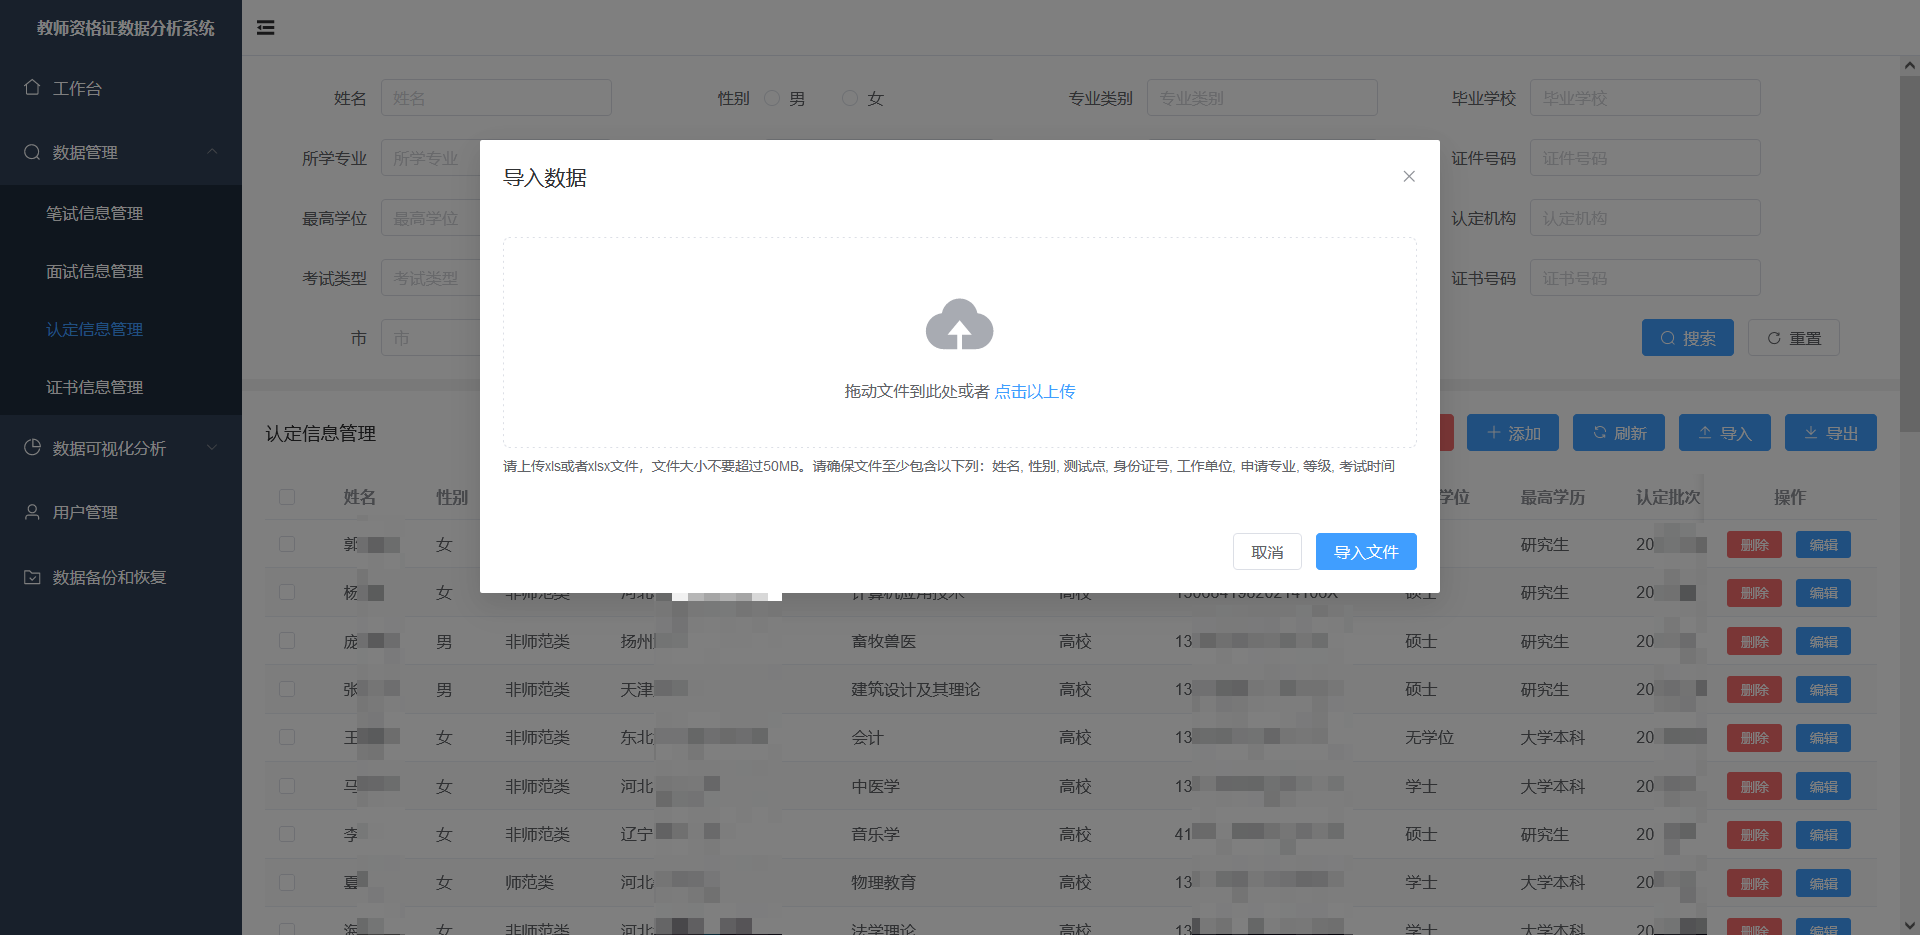 教师资格证数据分析系统
工作台
数据管理
笔试信息管理
面试信息管理
认定信息管理
证书信息管理
数据可视化分析
用户管理
数据备份和恢复
姓名 姓名 性别 男 女 专业类别 专业类别 毕业学校 毕业学校
所学专业 所学专业 证件号码 证件号码
最高学位 最高学位 认定机构 认定机构
考试类型 考试类型 证书号码 证书号码
市 市 搜索 重置
导入数据
拖动文件到此处或者 点击以上传
请上传xls或者xlsx文件，文件大小不要超过50MB。请确保文件至少包含以下列：姓名, 性别, 测试点, 身份证号, 工作单位, 申请专业, 等级, 考试时间
取消 导入文件
认定信息管理 添加 刷新 导入 导出
姓名 性别 学位 最高学历 认定批次 操作
郭 女 研究生 20 删除 编辑
杨 女 非师范类 河北 计算机应用技术 高校 硕士 研究生 20 删除 编辑
庞 男 非师范类 扬州 畜牧兽医 高校 13 硕士 研究生 20 删除 编辑
张 男 非师范类 天津 建筑设计及其理论 高校 13 硕士 研究生 20 删除 编辑
王 女 非师范类 东北 会计 高校 13 无学位 大学本科 20 删除 编辑
马 女 非师范类 河北 中医学 高校 13 学士 大学本科 20 删除 编辑
李 女 非师范类 辽宁 音乐学 高校 41 硕士 研究生 20 删除 编辑
夏 女 师范类 河北 物理教育 高校 13 学士 大学本科 20 删除 编辑
女 非师范类 河北 法学理论 高校 13 学士 大学本科 20 删除 编辑